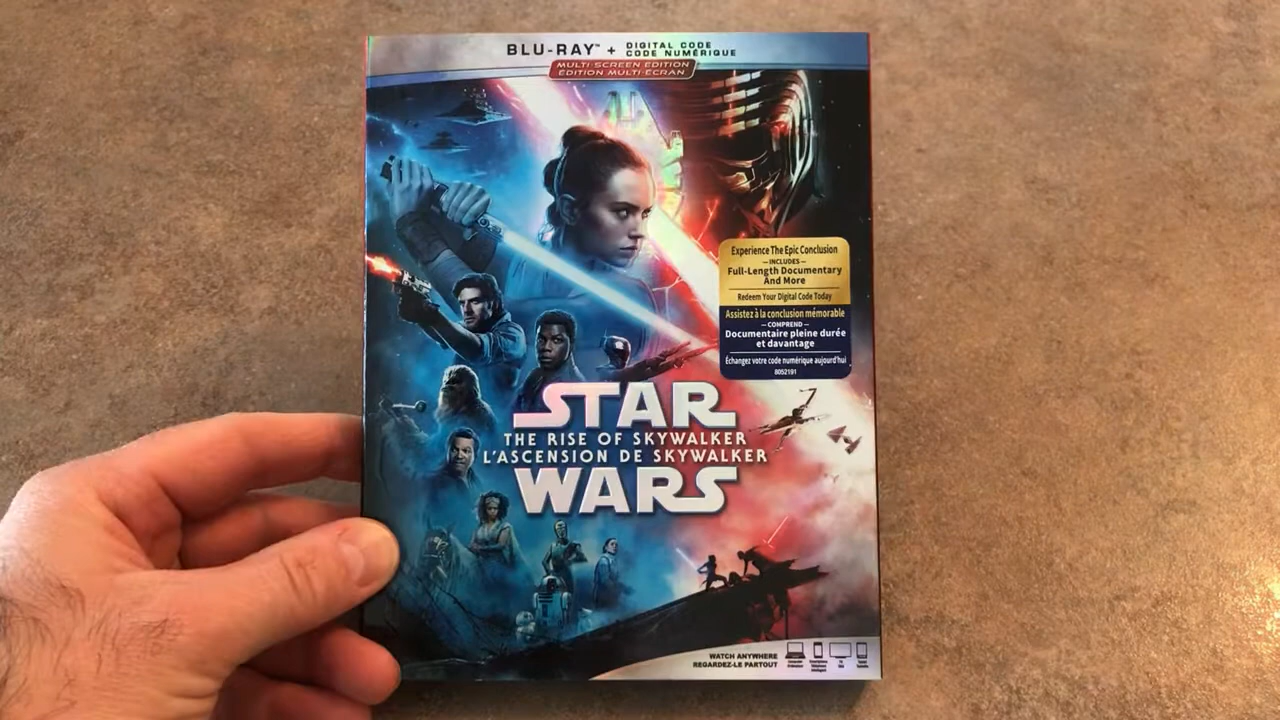 BLU-RAY™ + DIGITAL CODE
CODE NUMÉRIQUE
MULTI-SCREEN EDITION
ÉDITION MULTI-ÉCRAN
Experience The Epic Conclusion
— INCLUDES —
Full-Length Documentary
And More
Redeem Your Digital Code Today
Assistez à la conclusion mémorable
— COMPREND —
Documentaire pleine durée
et davantage
Échangez votre code numérique aujourd'hui
8052191
STAR
THE RISE OF SKYWALKER
L'ASCENSION DE SKYWALKER
WARS
WATCH ANYWHERE
REGARDEZ-LE PARTOUT